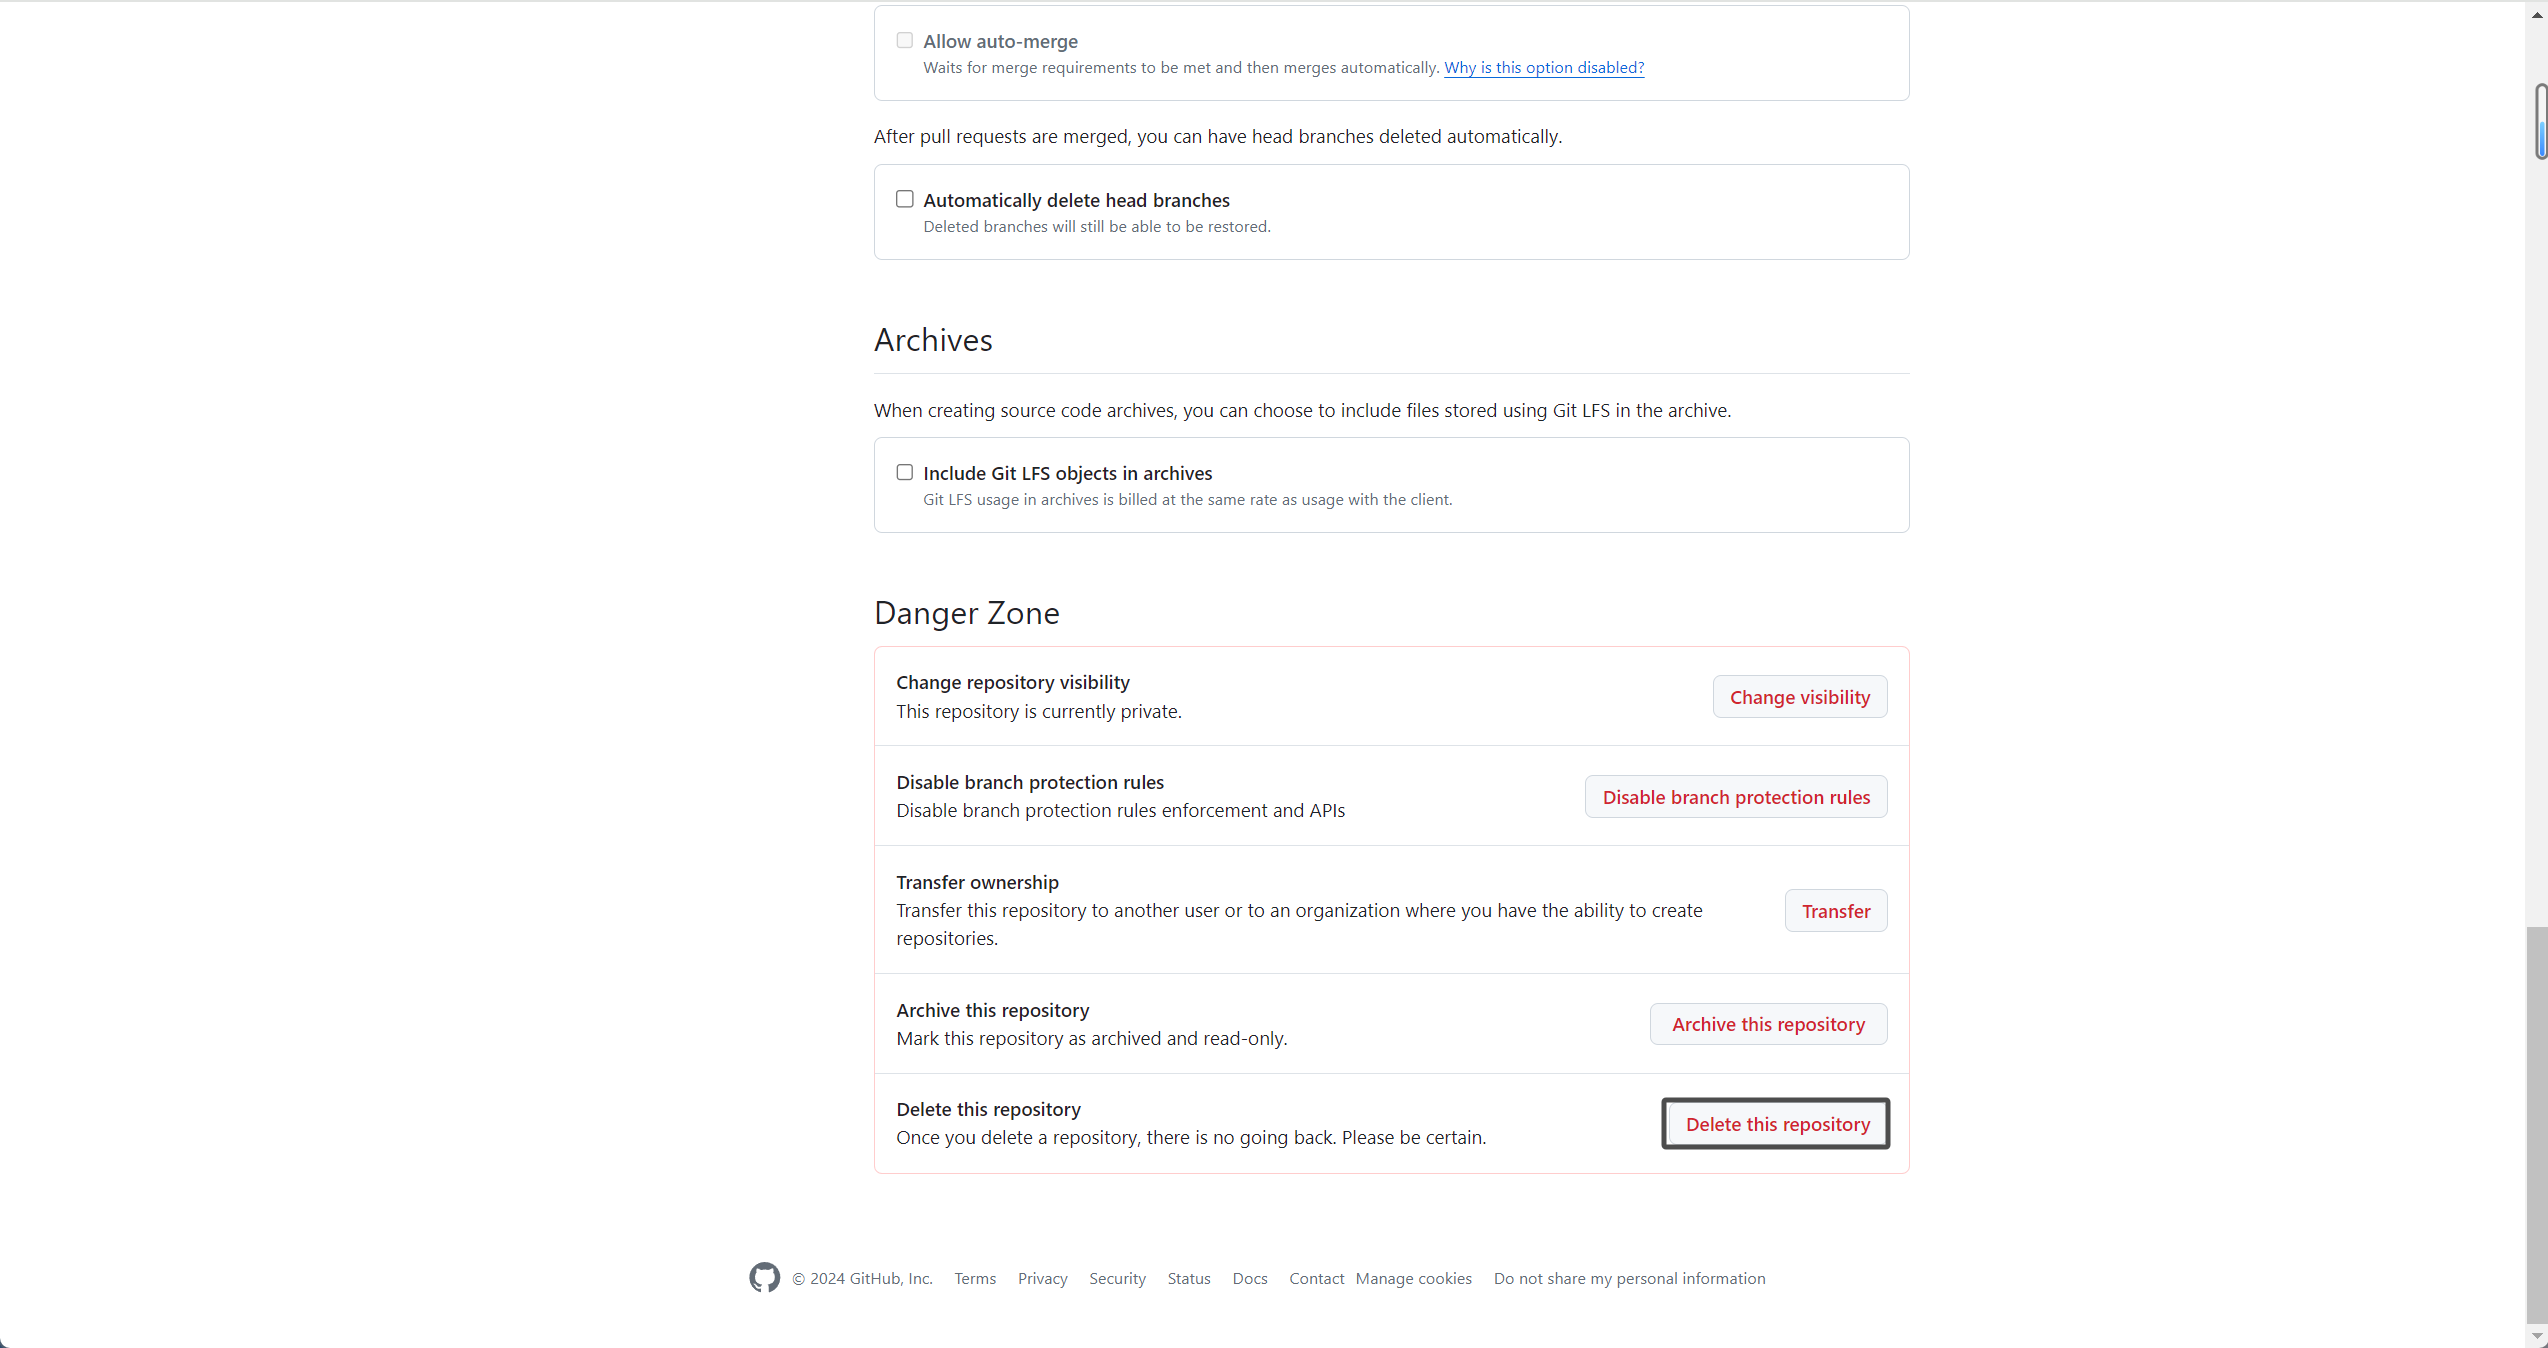 Allow auto-merge
Waits for merge requirements to be met and then merges automatically. Why is this option disabled?
After pull requests are merged, you can have head branches deleted automatically.
Automatically delete head branches
Deleted branches will still be able to be restored.
Archives
When creating source code archives, you can choose to include files stored using Git LFS in the archive.
Include Git LFS objects in archives
Git LFS usage in archives is billed at the same rate as usage with the client.
Danger Zone
Change repository visibility
This repository is currently private.
Change visibility
Disable branch protection rules
Disable branch protection rules enforcement and APIs
Disable branch protection rules
Transfer ownership
Transfer this repository to another user or to an organization where you have the ability to create
repositories.
Transfer
Archive this repository
Mark this repository as archived and read-only.
Archive this repository
Delete this repository
Once you delete a repository, there is no going back. Please be certain.
Delete this repository
© 2024 GitHub, Inc. Terms Privacy Security Status Docs Contact Manage cookies Do not share my personal information